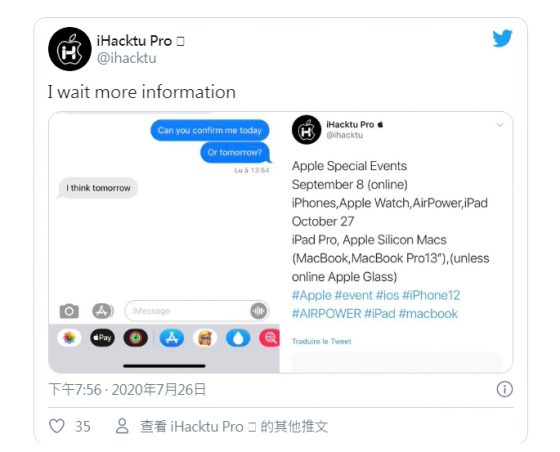 iHacktu Pro
@ihacktu
I wait more information
Can you confirm me today
Or tomorrow?
Lu à 13:54
I think tomorrow
iMessage
Pay
iHacktu Pro
@ihacktu
Apple Special Events
September 8 (online)
iPhones,Apple Watch,AirPower,iPad
October 27
iPad Pro, Apple Silicon Macs
(MacBook,MacBook Pro13"),(unless
online Apple Glass)
#Apple #event #ios #iPhone12
#AIRPOWER #iPad #macbook
Traduire le Tweet
下午7:56 · 2020年7月26日
35
查看 iHacktu Pro □ 的其他推文